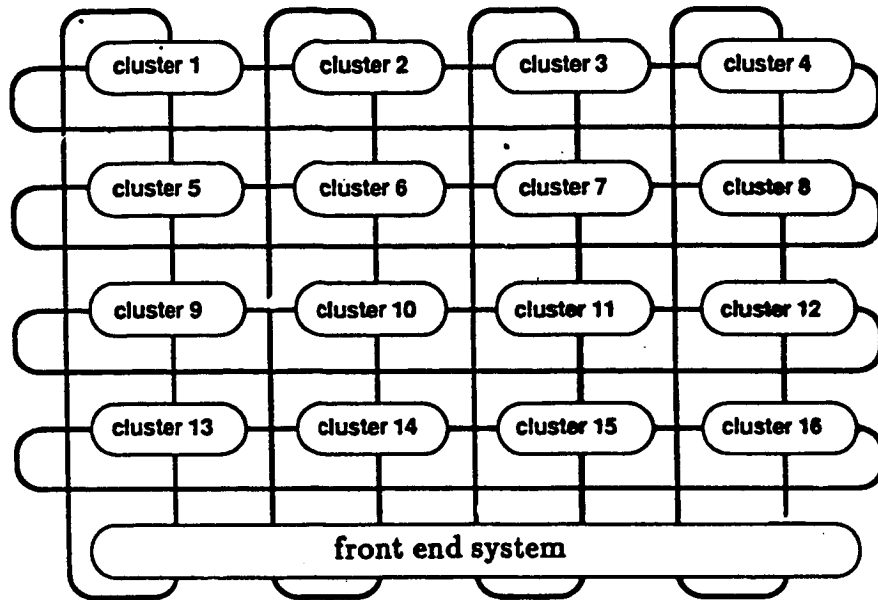 cluster 1
cluster 2
cluster 3
cluster 4
cluster 5
cluster 6
cluster 7
cluster 8
cluster 9
cluster 10
cluster 11
cluster 12
cluster 13
cluster 14
cluster 15
cluster 16
front end system